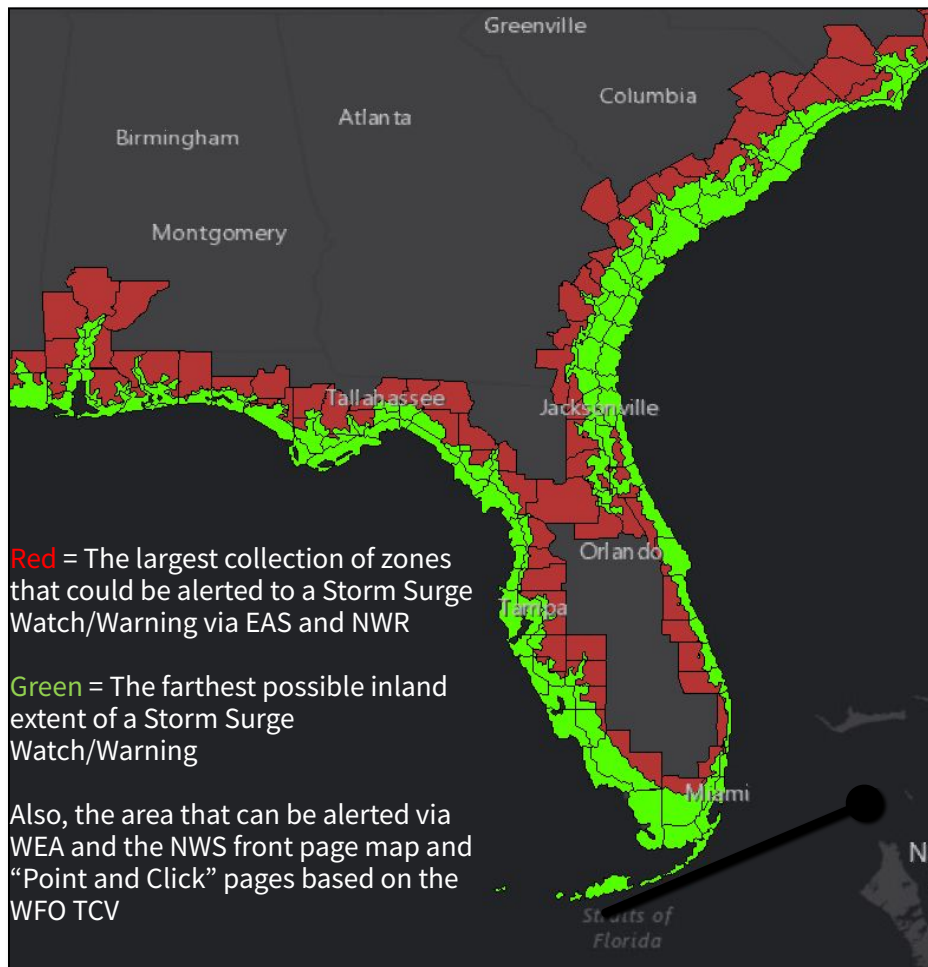 Greenville
Columbia
Atlanta
Birmingham
Montgomery
Tallahassee
Jacksonville
Orlando
Tampa
Miami
Straits of
Florida
N
Red = The largest collection of zones
that could be alerted to a Storm Surge
Watch/Warning via EAS and NWR
Green = The farthest possible inland
extent of a Storm Surge
Watch/Warning
Also, the area that can be alerted via
WEA and the NWS front page map and
“Point and Click” pages based on the
WFO TCV